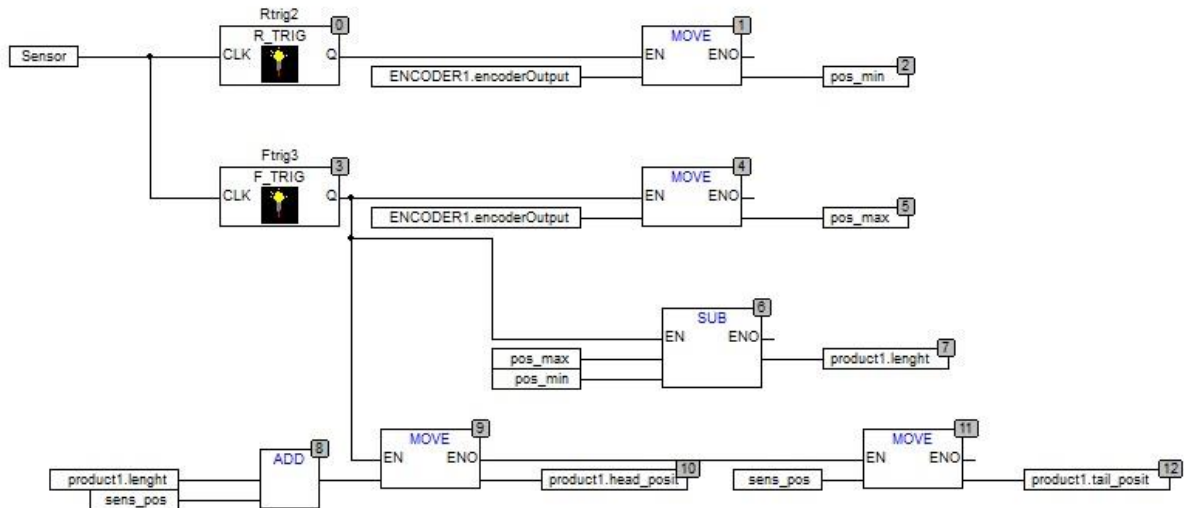 Rtrig2
0
R_TRIG
1
MOVE
Sensor
CLK
Q
EN
ENO
2
ENCODER1.encoderOutput
pos_min
Ftrig3
3
F_TRIG
4
MOVE
CLK
Q
EN
ENO
5
ENCODER1.encoderOutput
pos_max
6
SUB
EN
ENO
7
pos_max
product1.lenght
pos_min
8
ADD
9
MOVE
11
MOVE
EN
ENO
EN
ENO
product1.lenght
10
product1.head_posit
sens_pos
12
product1.tail_posit
sens_pos